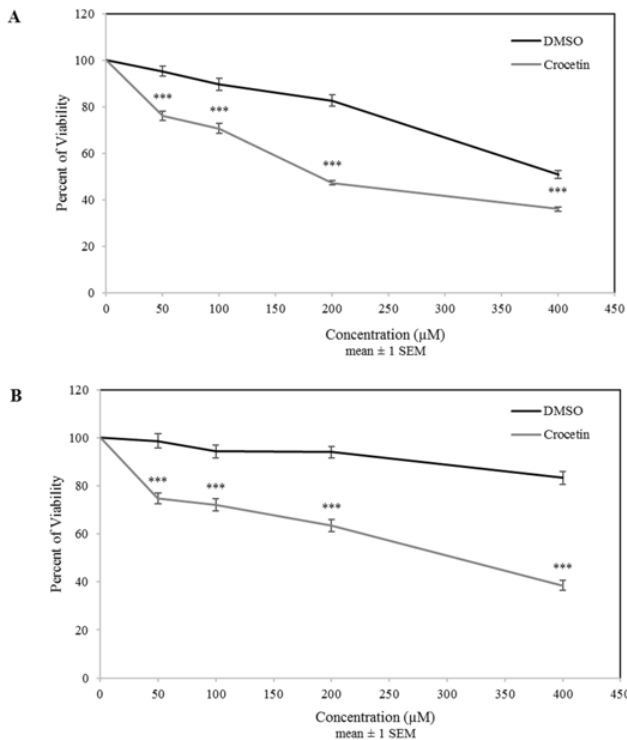 A
120
100
80
60
40
20
0
Percent of Viability
DMSO
Crocetin
*** *** *** ***
0 50 100 150 200 250 300 350 400 450
Concentration (µM)
mean ± 1 SEM
B
120
100
80
60
40
20
0
Percent of Viability
DMSO
Crocetin
*** *** *** ***
0 50 100 150 200 250 300 350 400 450
Concentration (µM)
mean ± 1 SEM